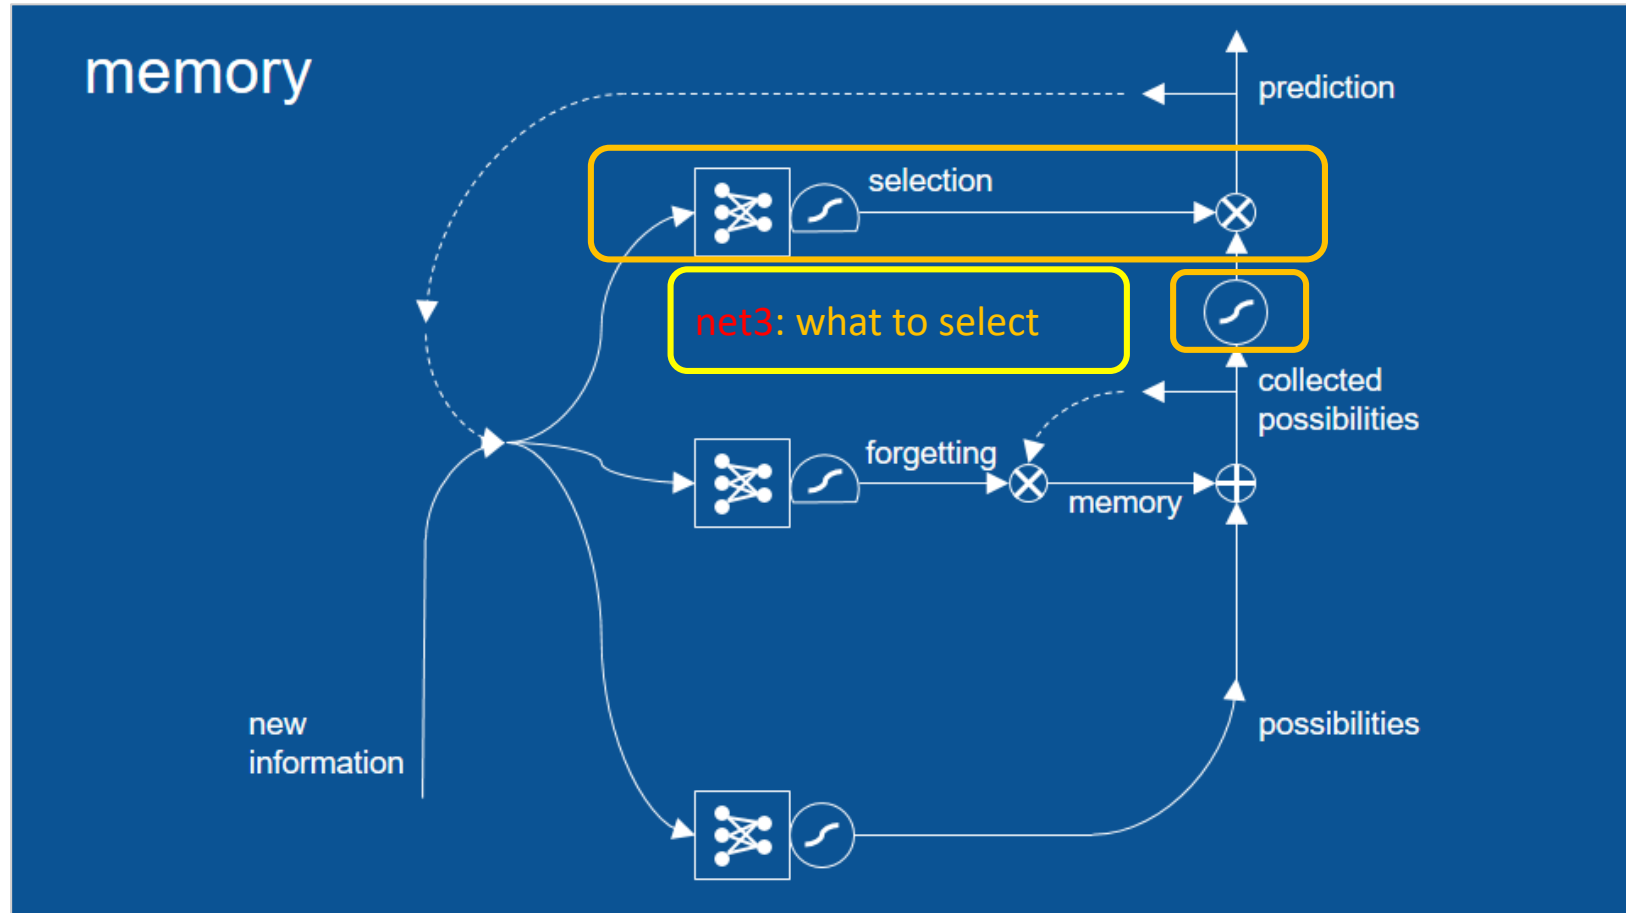 memory
prediction
selection
net3: what to select
collected
possibilities
forgetting
memory
new
information
possibilities